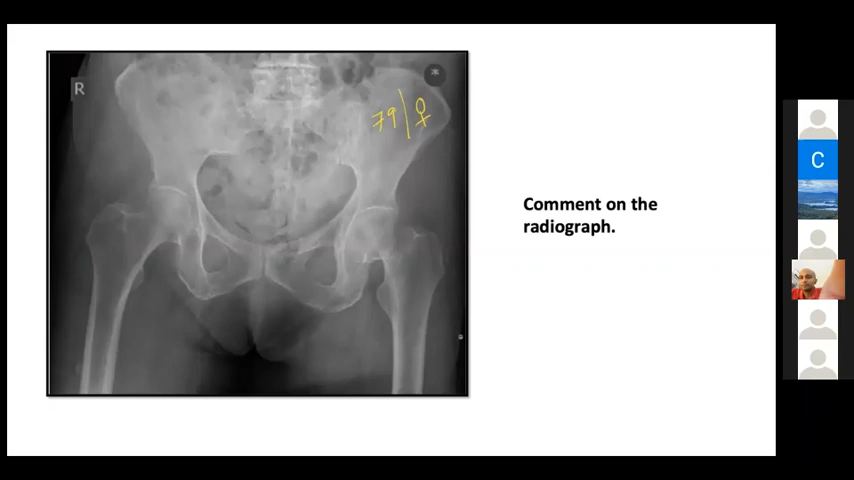 R
79 | ♀
Comment on the
radiograph.
C